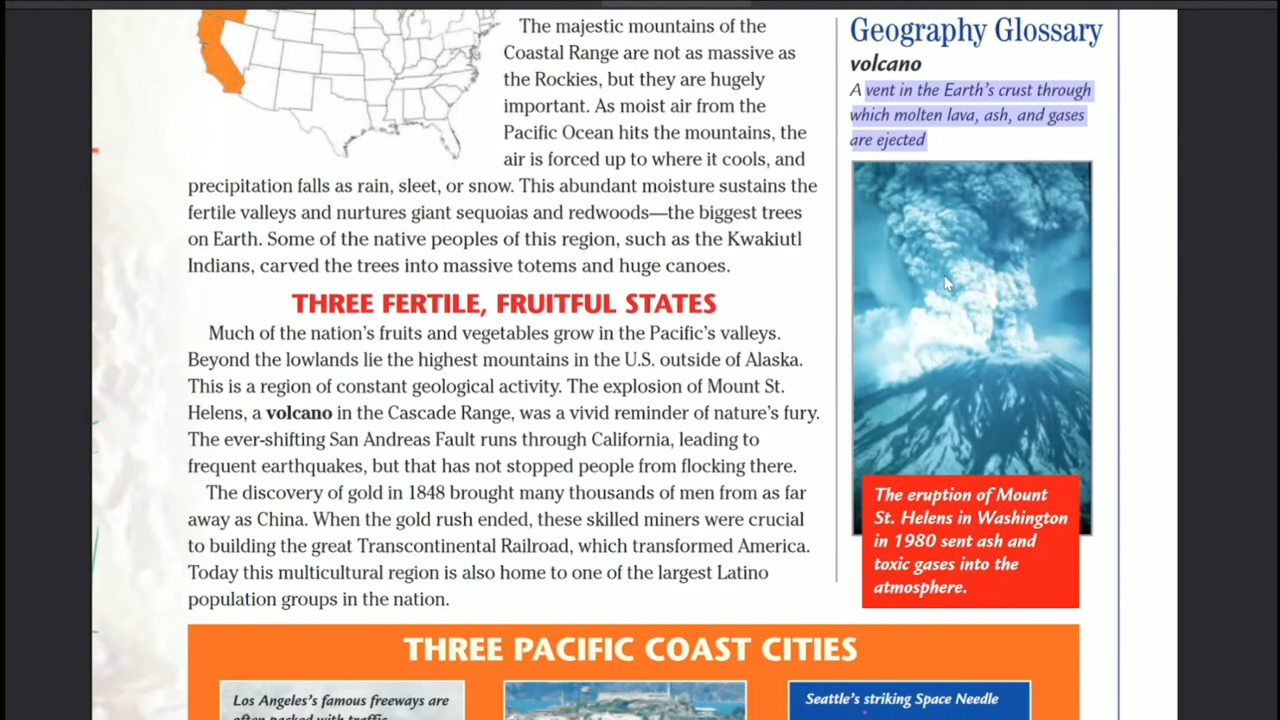 The majestic mountains of the
Coastal Range are not as massive as
the Rockies, but they are hugely
important. As moist air from the
Pacific Ocean hits the mountains, the
air is forced up to where it cools, and
precipitation falls as rain, sleet, or snow. This abundant moisture sustains the
fertile valleys and nurtures giant sequoias and redwoods—the biggest trees
on Earth. Some of the native peoples of this region, such as the Kwakiutl
Indians, carved the trees into massive totems and huge canoes.
THREE FERTILE, FRUITFUL STATES
Much of the nation's fruits and vegetables grow in the Pacific's valleys.
Beyond the lowlands lie the highest mountains in the U.S. outside of Alaska.
This is a region of constant geological activity. The explosion of Mount St.
Helens, a volcano in the Cascade Range, was a vivid reminder of nature's fury.
The ever-shifting San Andreas Fault runs through California, leading to
frequent earthquakes, but that has not stopped people from flocking there.
The discovery of gold in 1848 brought many thousands of men from as far
away as China. When the gold rush ended, these skilled miners were crucial
to building the great Transcontinental Railroad, which transformed America.
Today this multicultural region is also home to one of the largest Latino
population groups in the nation.
Geography Glossary
volcano
A vent in the Earth's crust through
which molten lava, ash, and gases
are ejected
The eruption of Mount
St. Helens in Washington
in 1980 sent ash and
toxic gases into the
atmosphere.
THREE PACIFIC COAST CITIES
Los Angeles's famous freeways are
often packed with traffic
Seattle's striking Space Needle